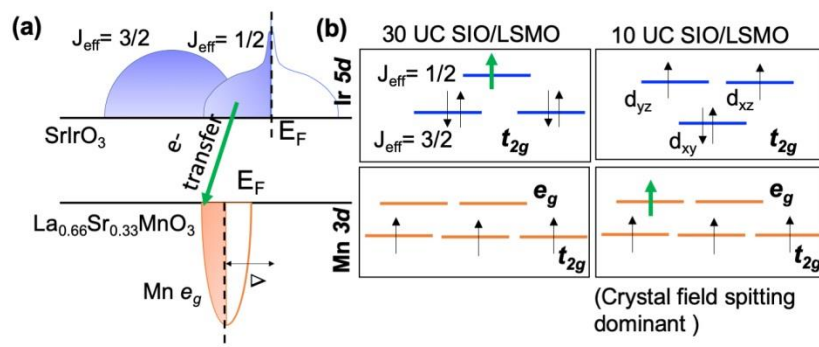 (a)
J_eff = 3/2
J_eff = 1/2
SrIrO₃
E_F
e-
transfer
E_F
La₀.₆₆Sr₀.₃₃MnO₃
Mn e_g
Δ
(b)
30 UC SIO/LSMO
10 UC SIO/LSMO
Ir 5d
J_eff = 1/2
J_eff = 3/2
t_2g
d_yz
d_xz
d_xy
t_2g
Mn 3d
e_g
t_2g
e_g
t_2g
(Crystal field spitting
dominant )